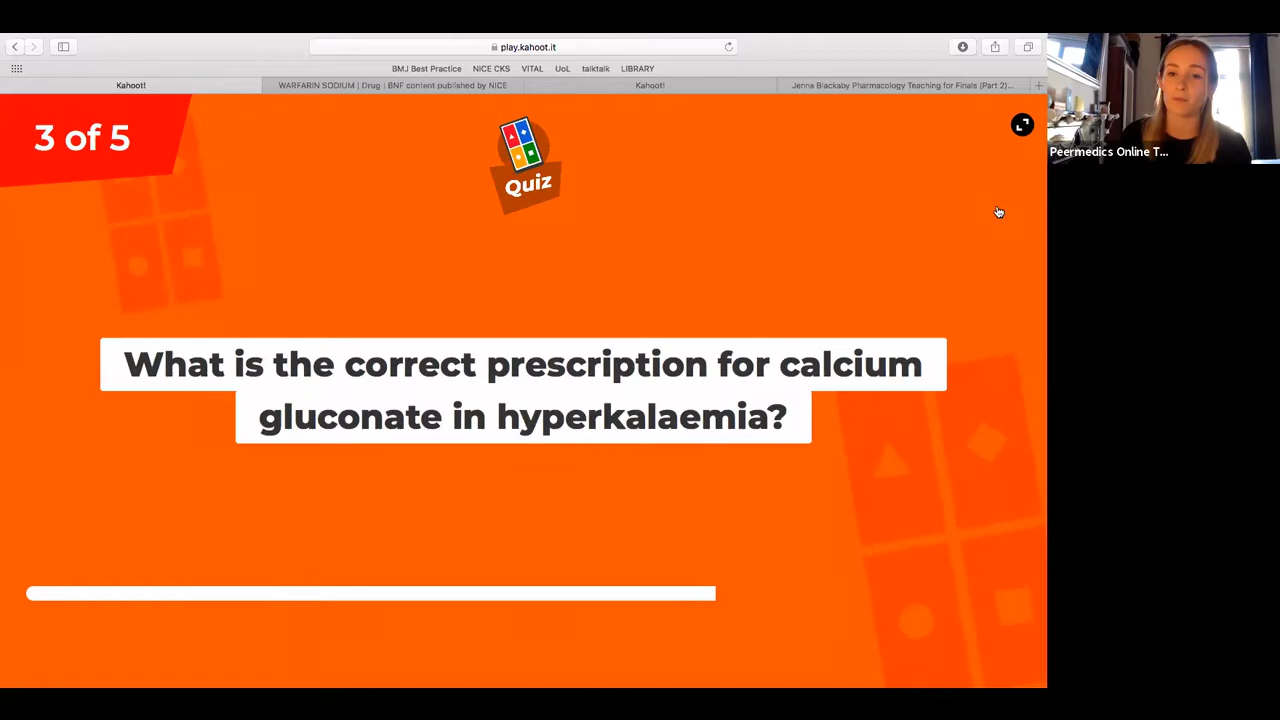 play.kahoot.it
BMJ Best Practice NICE CKS VITAL UoL talktalk LIBRARY
Kahoot!
WARFARIN SODIUM | Drug | BNF content published by NICE
Kahoot!
Jenna Blackaby Pharmacology Teaching for Finals (Part 2)...
3 of 5
Quiz
Peermedics Online T...
What is the correct prescription for calcium
gluconate in hyperkalaemia?